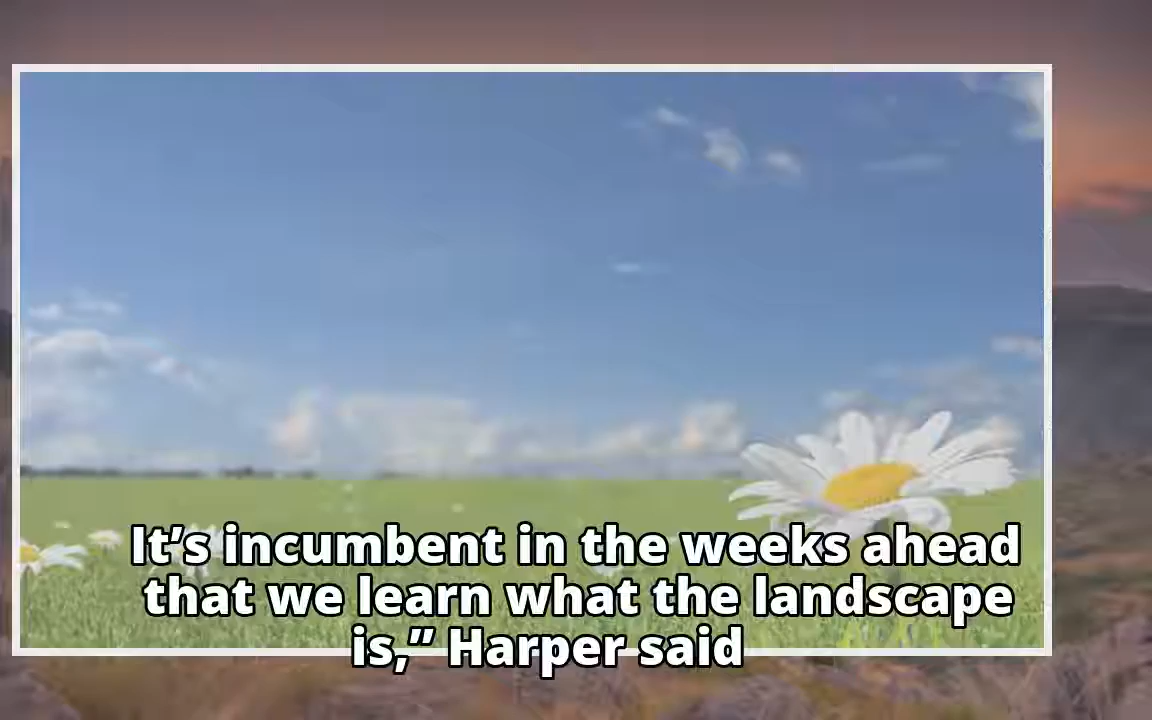 It’s incumbent in the weeks ahead
that we learn what the landscape
is,” Harper said